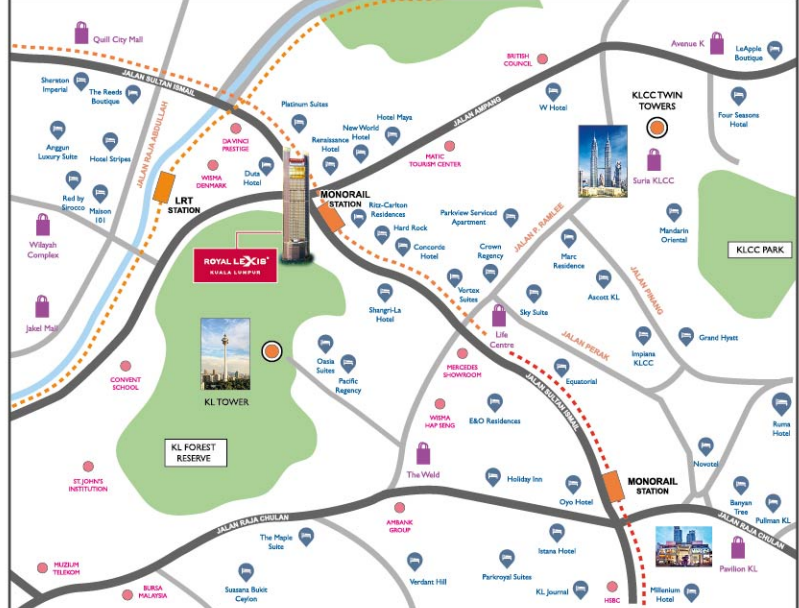 Quill City Mall
BRITISH
COUNCIL
Avenue K
LeApple
Boutique
JALAN SULTAN ISMAIL
Sheraton
Imperial
The Reeds
Boutique
KLCC TWIN
TOWERS
Platinum Suites
W Hotel
Four Seasons
Hotel
JALAN AMPANG
Hotel Maya
New World
Hotel
Renaissance
Hotel
JALAN RAJA ABDULLAH
DA VINCI
PRESTIGE
Anggun
Luxury Suite
Hotel Stripes
MATIC
TOURISM CENTER
Suria KLCC
WISMA
DENMARK
Duta
Hotel
Red by
Sirocco
Maison
161
LRT
STATION
MONORAIL
STATION
Ritz-Carlton
Residences
Parkview Serviced
Apartment
JALAN P. RAMLEE
Mandarin
Oriental
Hard Rock
Concorde
Hotel
Crown
Regency
Marc
Residence
KLCC PARK
Wilayah
Complex
ROYAL LEXIS
KUALA LUMPUR
Vortex
Suites
Ascott KL
JALAN PINANG
Sky Suite
Shangri-La
Hotel
Jakel Mall
Life
Centre
JALAN PERAK
Impiana
KLCC
Grand Hyatt
Oasia
Suites
Pacific
Regency
MERCEDES
SHOWROOM
Equatorial
CONVENT
SCHOOL
KL TOWER
JALAN SULTAN ISMAIL
WISMA
HAP SENG
E&O Residences
Ruma
Hotel
KL FOREST
RESERVE
Novotel
The Weld
Holiday Inn
Oyo Hotel
MONORAIL
STATION
ST. JOHN'S
INSTITUTION
Banyan
Tree
Pullman KL
JALAN RAJA CHULAN
AMBANK
GROUP
JALAN RAJA CHULAN
The Maple
Suite
Istana Hotel
Pavilion KL
MUZIUM
TELEKOM
Verdant Hill
Parkroyal Suites
BURSA
MALAYSIA
Suasana Bukit
Ceylon
KL Journal
HSBC
Millenium
Hotel